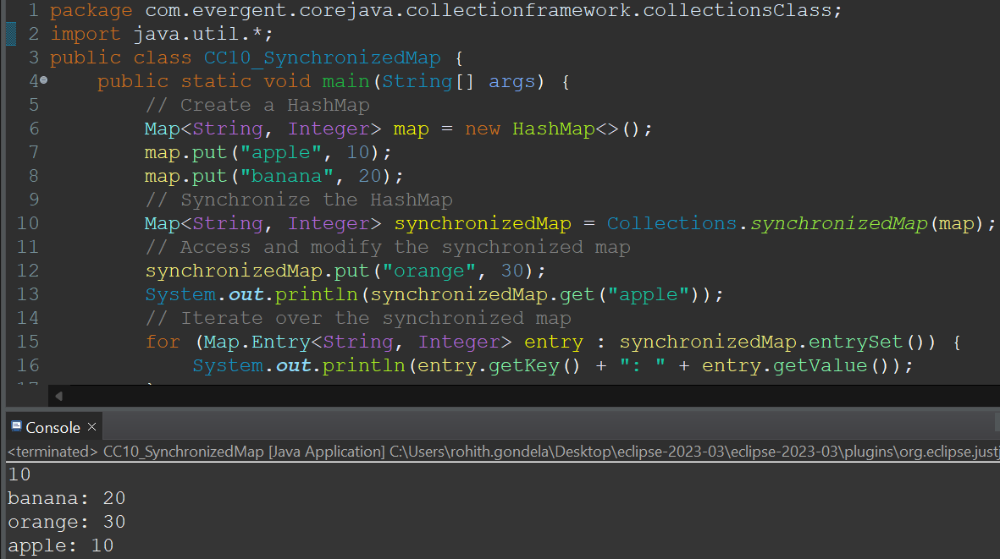 1 package com.evergent.corejava.collectionframework.collectionsClass;
2 import java.util.*;
3 public class CC10_SynchronizedMap {
4 public static void main(String[] args) {
5 // Create a HashMap
6 Map<String, Integer> map = new HashMap<>();
7 map.put("apple", 10);
8 map.put("banana", 20);
9 // Synchronize the HashMap
10 Map<String, Integer> synchronizedMap = Collections.synchronizedMap(map);
11 // Access and modify the synchronized map
12 synchronizedMap.put("orange", 30);
13 System.out.println(synchronizedMap.get("apple"));
14 // Iterate over the synchronized map
15 for (Map.Entry<String, Integer> entry : synchronizedMap.entrySet()) {
16 System.out.println(entry.getKey() + ": " + entry.getValue());
Console ×
<terminated> CC10_SynchronizedMap [Java Application] C:\Users\rohith.gondela\Desktop\eclipse-2023-03\eclipse-2023-03\plugins\org.eclipse.justj
10
banana: 20
orange: 30
apple: 10